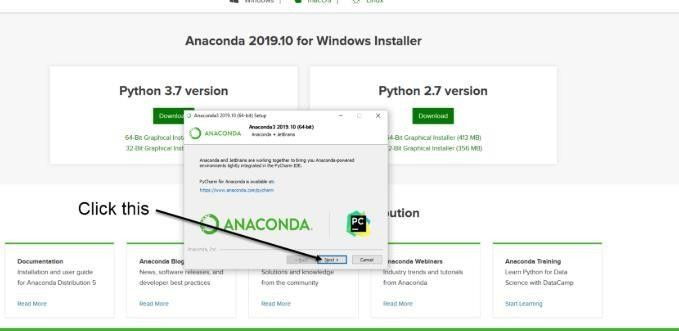 Windows | macOS | Linux
Anaconda 2019.10 for Windows Installer
Python 3.7 version
Python 2.7 version
Download
64-Bit Graphical
32-Bit Graphical
Download
64-Bit Graphical Installer (413 MB)
32-Bit Graphical Installer (356 MB)
Anaconda3 2019.10 (64-bit) Setup
Anaconda3 2019.10 (64-bit)
Anaconda + JetBrains
ANACONDA
Anaconda and JetBrains are working together to bring you Anaconda-powered
environments tightly integrated in the PyCharm IDE.
PyCharm for Anaconda is available at:
https://www.anaconda.com/pycharm
ANACONDA.
PC
Anaconda, Inc.
< Back
Next >
Cancel
Click this
bution
Documentation
Installation and user guide
for Anaconda Distribution 5
Read More
Anaconda Blog
News, software releases, and
developer best practices
Read More
Solutions and knowledge
from the community
Read More
Anaconda Webinars
Industry trends and tutorials
from Anaconda
Read More
Anaconda Training
Learn Python for Data
Science with DataCamp
Start Learning